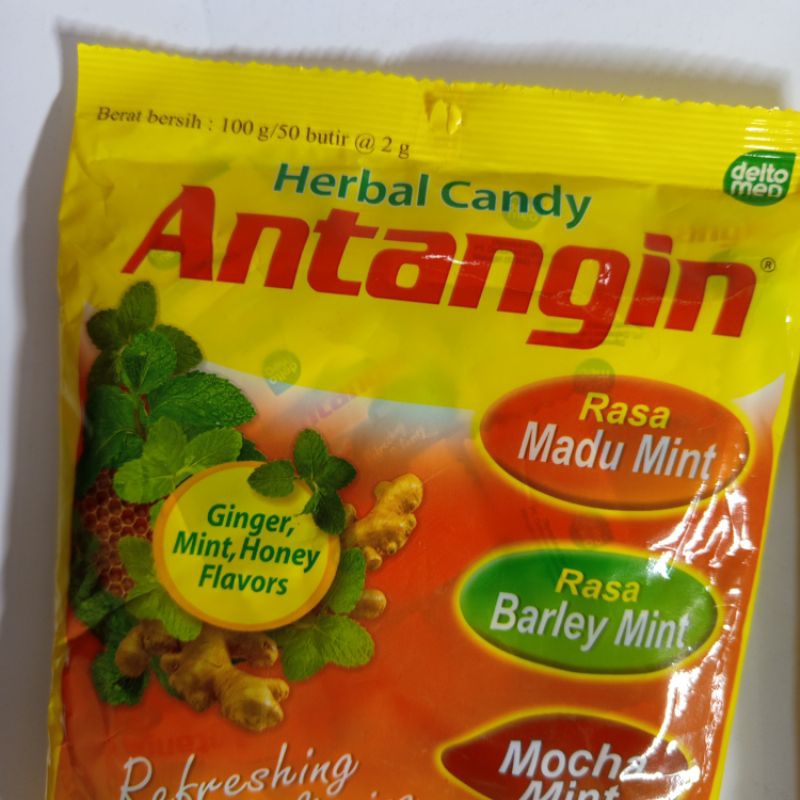 Berat bersih : 100 g/50 butir @ 2 g
delto
med
Herbal Candy
Antangin®
Rasa
Madu Mint
Ginger,
Mint, Honey
Flavors
Rasa
Barley Mint
Mocha
Mint
Refreshing